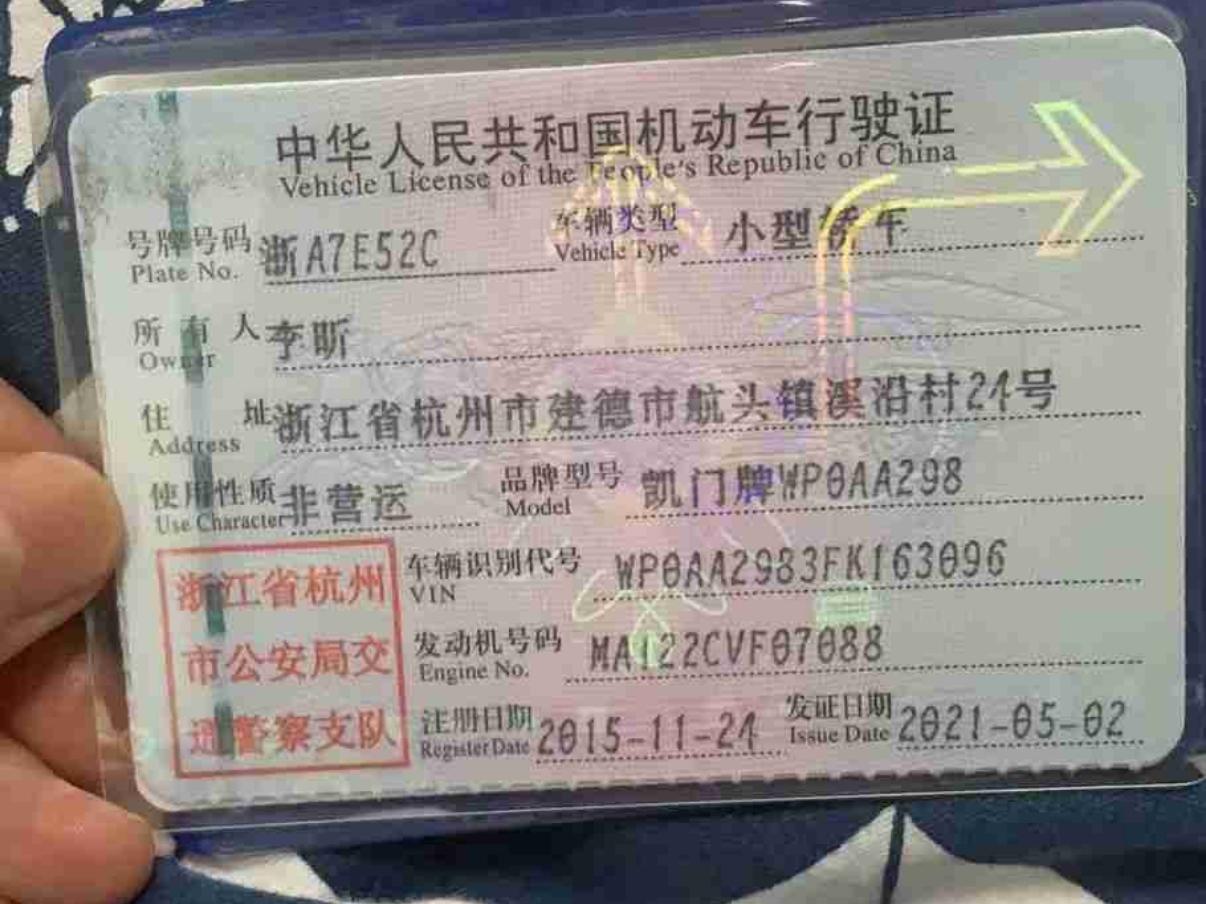 中华人民共和国机动车行驶证
Vehicle License of the People's Republic of China
号牌号码 浙A7E52C 车辆类型 小型轿车
Plate No. Vehicle Type
所有人 李昕
Owner
住址 浙江省杭州市建德市航头镇溪沿村24号
Address
使用性质 非营运 品牌型号 凯门牌WP0AA298
Use Character Model
浙江省杭州
市公安局交
通警察支队
车辆识别代号 WP0AA2983FK163096
VIN
发动机号码 MA122CVF07088
Engine No.
注册日期 2015-11-24 发证日期 2021-05-02
Register Date Issue Date